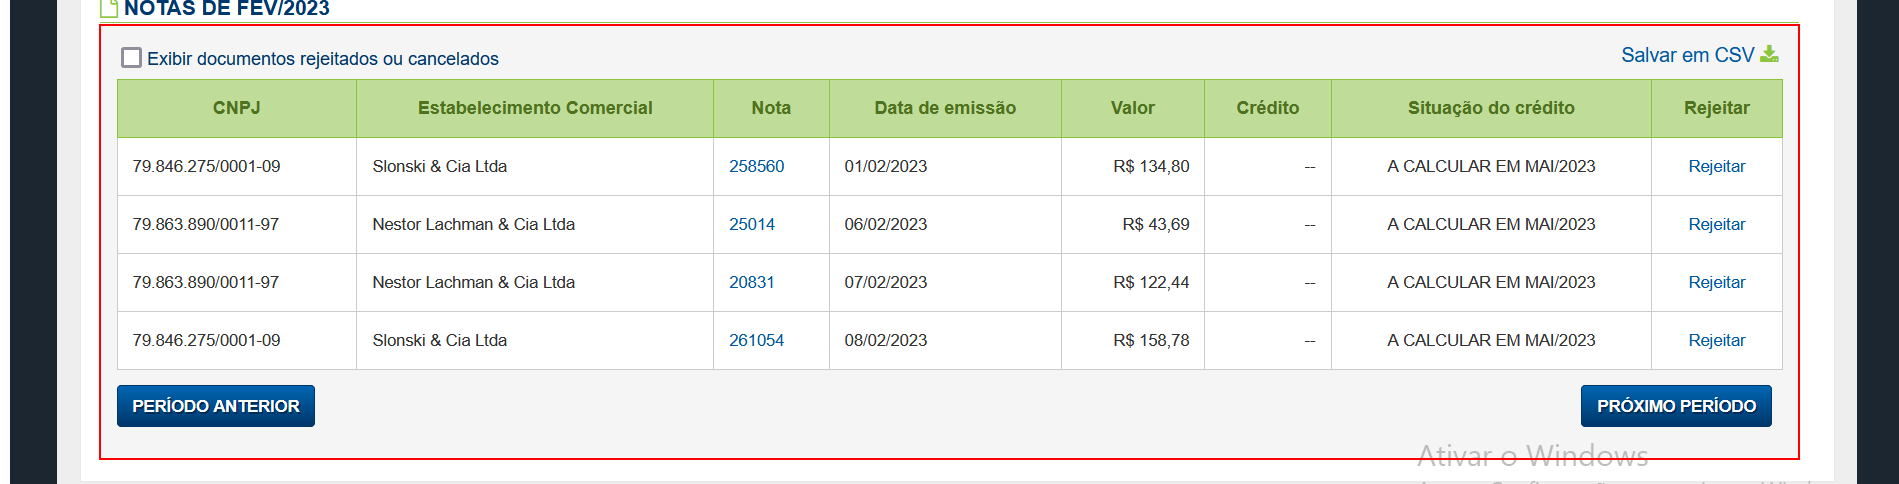 NOTAS DE FEV/2023
Exibir documentos rejeitados ou cancelados
Salvar em CSV
CNPJ Estabelecimento Comercial Nota Data de emissão Valor Crédito Situação do crédito Rejeitar
79.846.275/0001-09 Slonski & Cia Ltda 258560 01/02/2023 R$ 134,80 -- A CALCULAR EM MAI/2023 Rejeitar
79.863.890/0011-97 Nestor Lachman & Cia Ltda 25014 06/02/2023 R$ 43,69 -- A CALCULAR EM MAI/2023 Rejeitar
79.863.890/0011-97 Nestor Lachman & Cia Ltda 20831 07/02/2023 R$ 122,44 -- A CALCULAR EM MAI/2023 Rejeitar
79.846.275/0001-09 Slonski & Cia Ltda 261054 08/02/2023 R$ 158,78 -- A CALCULAR EM MAI/2023 Rejeitar
PERÍODO ANTERIOR PRÓXIMO PERÍODO
Ativar o Windows